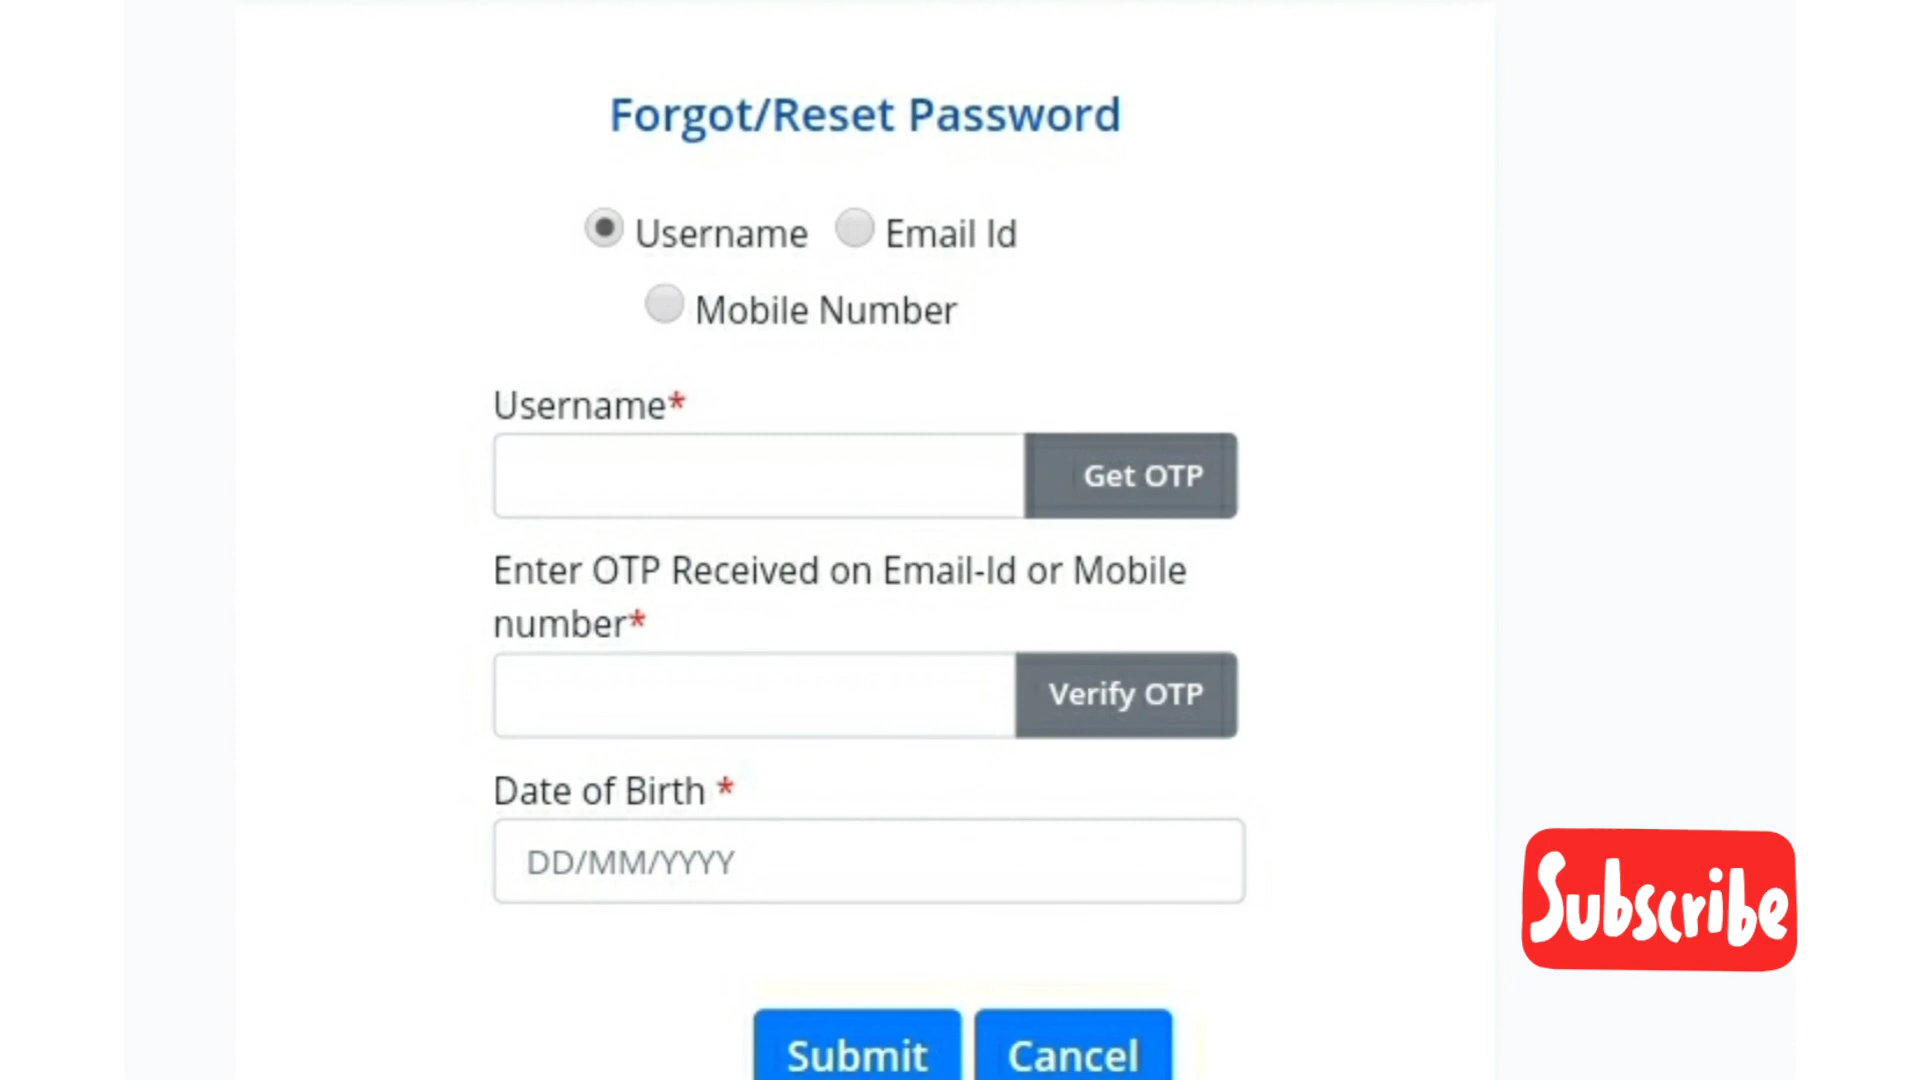 Forgot/Reset Password
Username Email Id
Mobile Number
Username*
Get OTP
Enter OTP Received on Email-Id or Mobile
number*
Verify OTP
Date of Birth *
DD/MM/YYYY
Subscribe
Submit Cancel